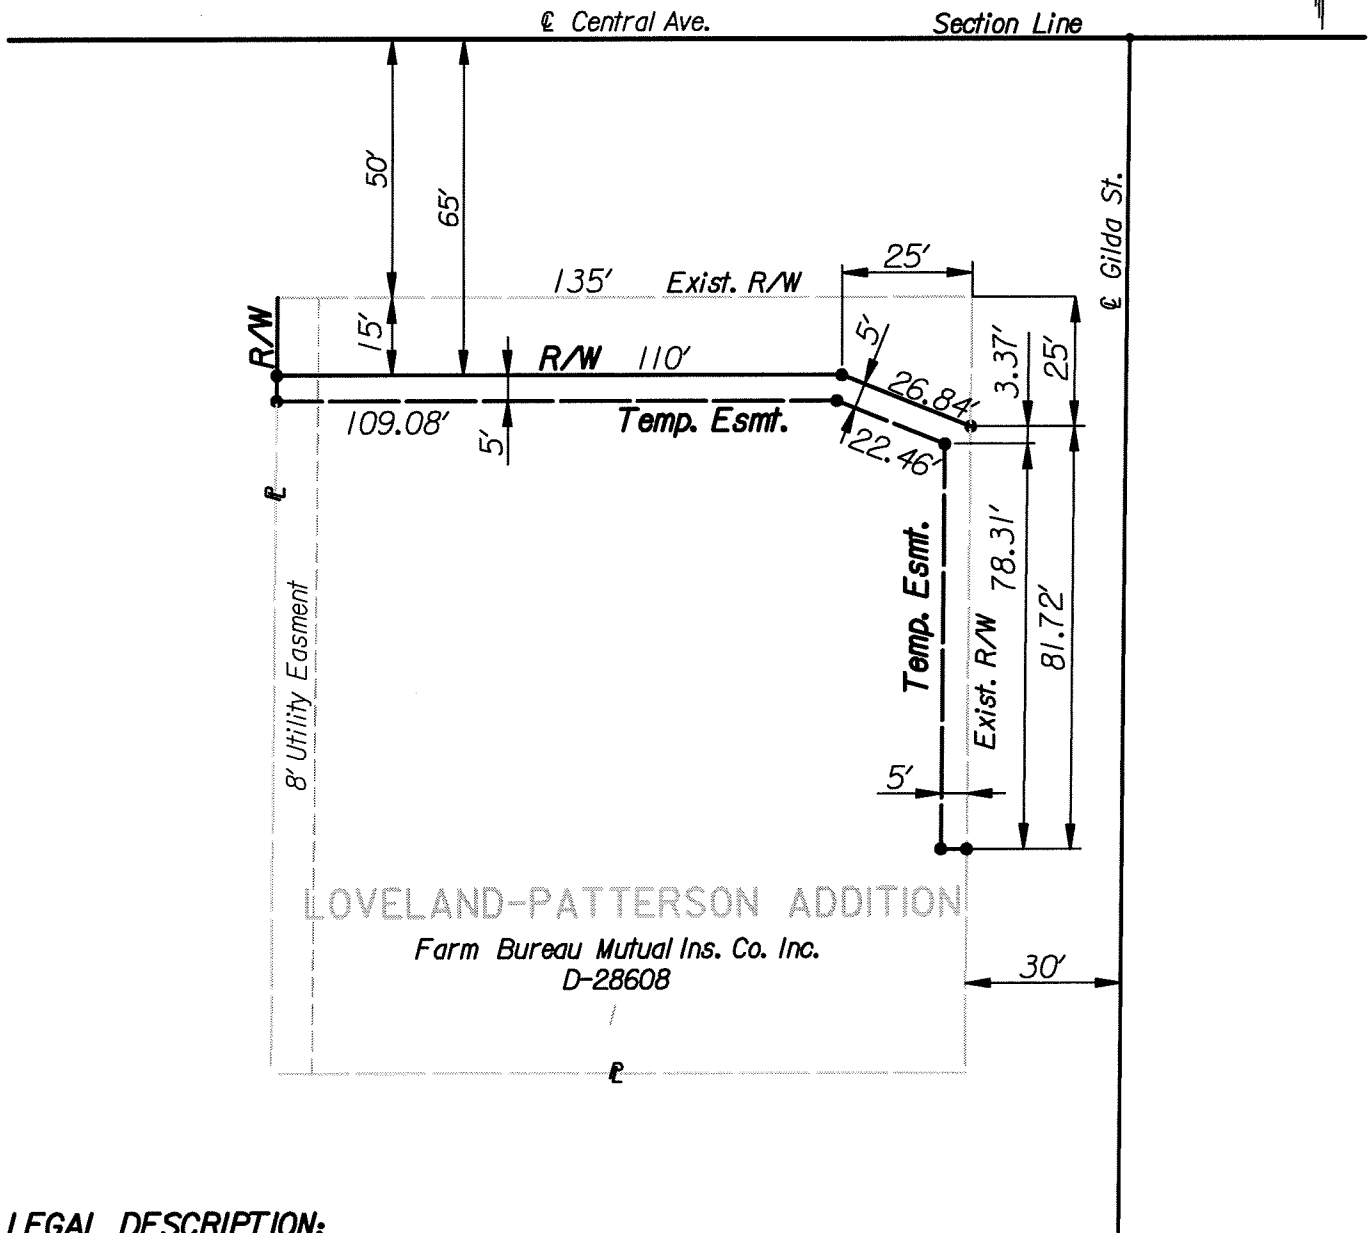 ℄ Central Ave.
Section Line
50'
65'
℄ Gilda St.
25'
135'
Exist. R/W
R/W
15'
R/W 110'
5'
26.84'
3.37'
25'
109.08'
5'
Temp. Esmt.
22.46'
℄
Temp. Esmt.
Exist. R/W
78.31'
81.72'
8' Utility Easment
5'
LOVELAND-PATTERSON ADDITION
Farm Bureau Mutual Ins. Co. Inc.
D-28608
30'
1
℄
LEGAL DESCRIPTION: